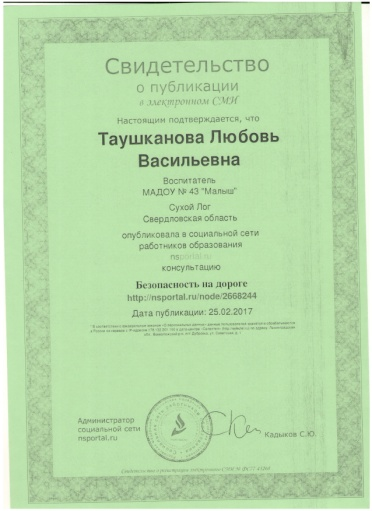 Свидетельство
о публикации
в электронном СМИ
Настоящим подтверждается, что
Таушканова Любовь
Васильевна
Воспитатель
МАДОУ № 43 "Малыш"
Сухой Лог
Свердловская область
опубликовала в социальной сети
работников образования
nsportal.ru
консультацию
Безопасность на дороге
http://nsportal.ru/node/2668244
Дата публикации: 25.02.2017
Администратор
социальной сети
nsportal.ru
Кадыков С.Ю.